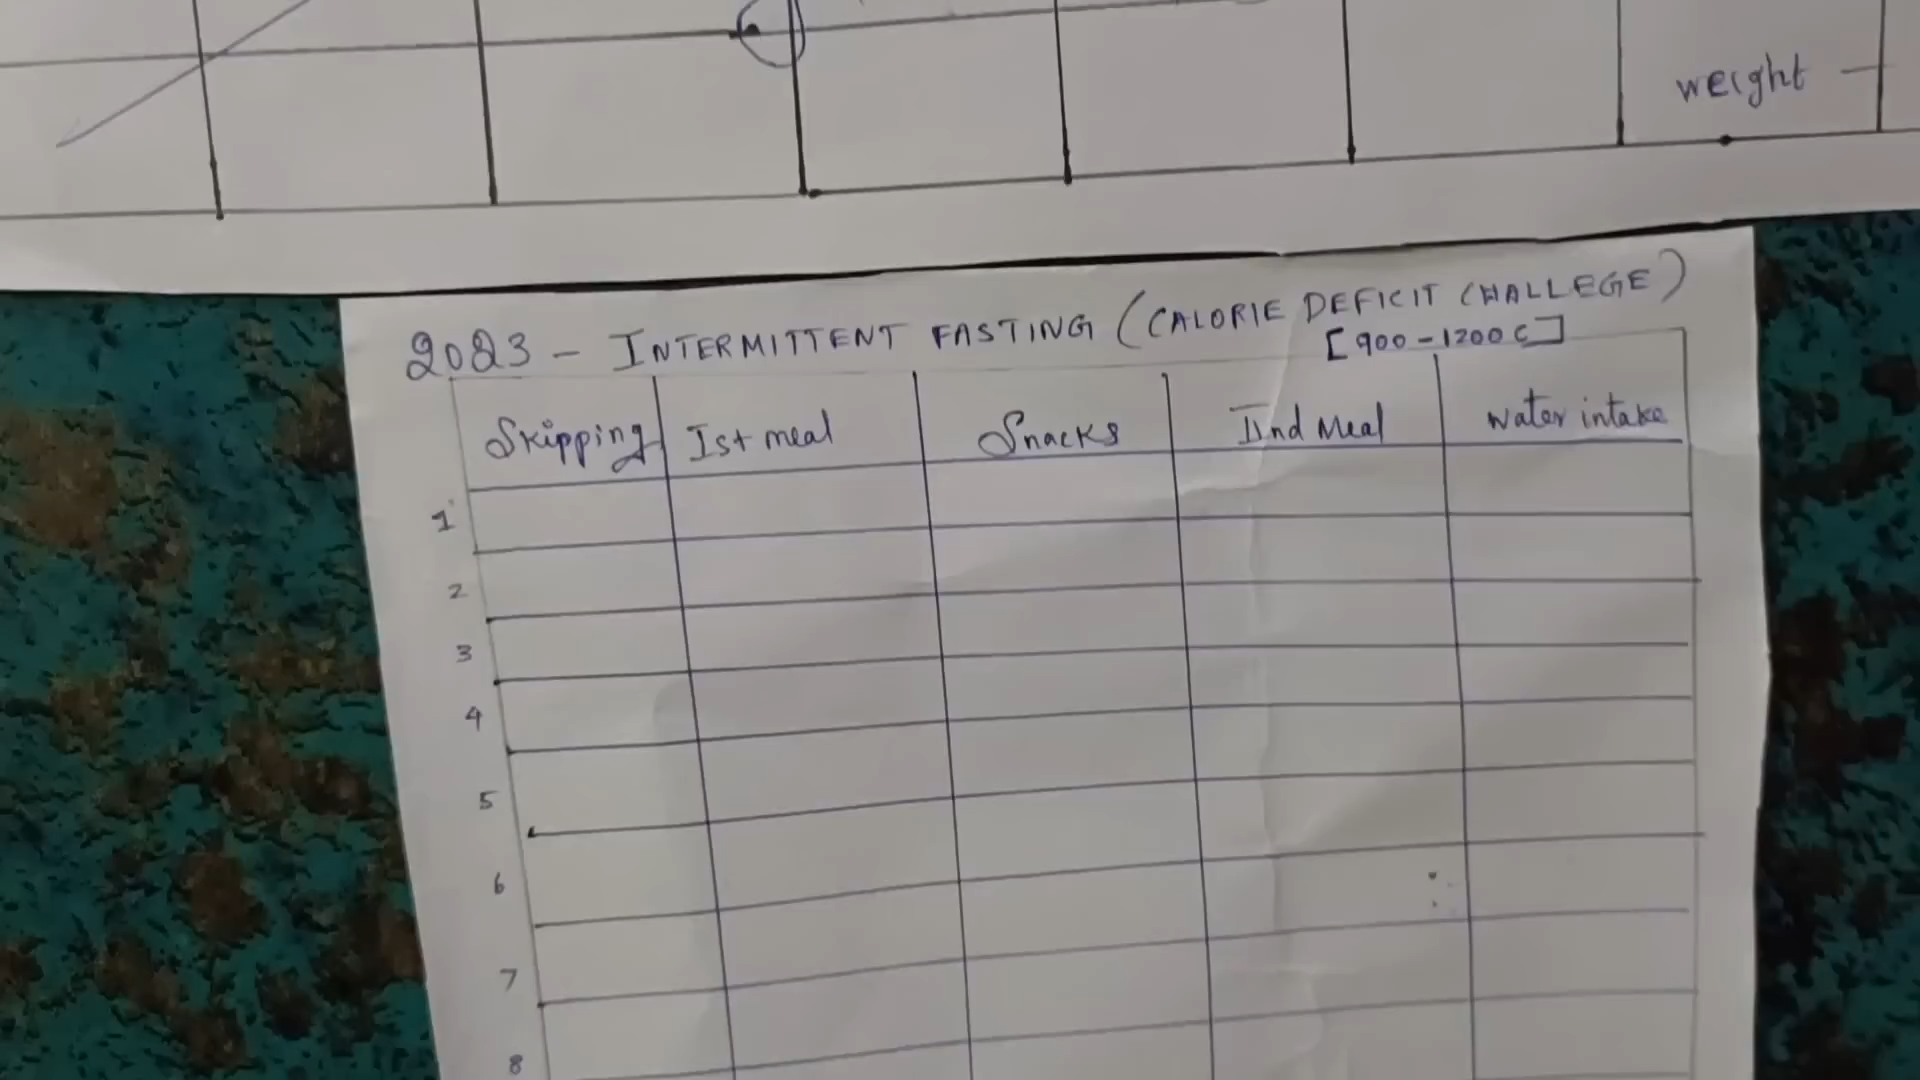 weight -
2023 - INTERMITTENT FASTING (CALORIE DEFICIT CHALLEGE)
[900-1200 C]
Skipping Ist meal Snacks IInd Meal water intake
1
2
3
4
5
6
7
8